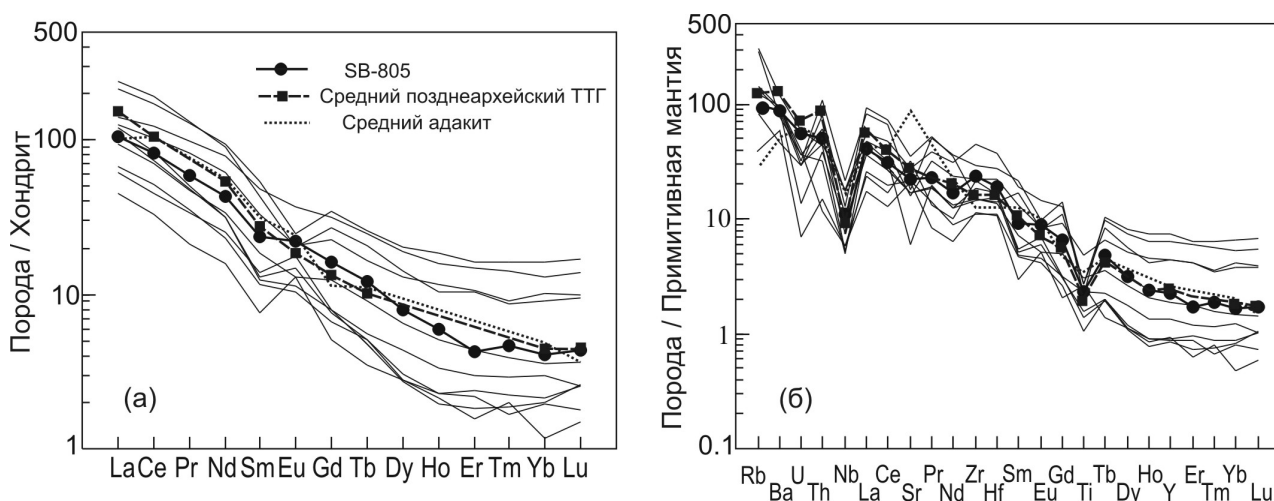 500
100
10
1
Порода / Хондрит
SB-805
Средний позднеархейский ТТГ
Средний адакит
(а)
La Ce Pr Nd Sm Eu Gd Tb Dy Ho Er Tm Yb Lu
500
100
10
1
0.1
Порода / Примитивная мантия
(б)
Rb U Nb Ce Pr Zr Sm Gd Tb Ho Er Yb
Ba Th La Sr Nd Hf Eu Ti Dy Y Tm Lu